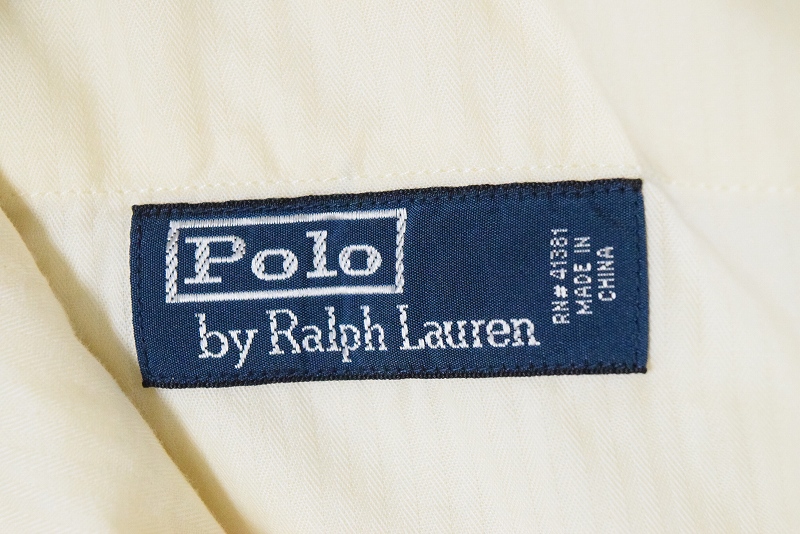 Polo
by Ralph Lauren
RN# 41381
MADE IN
CHINA